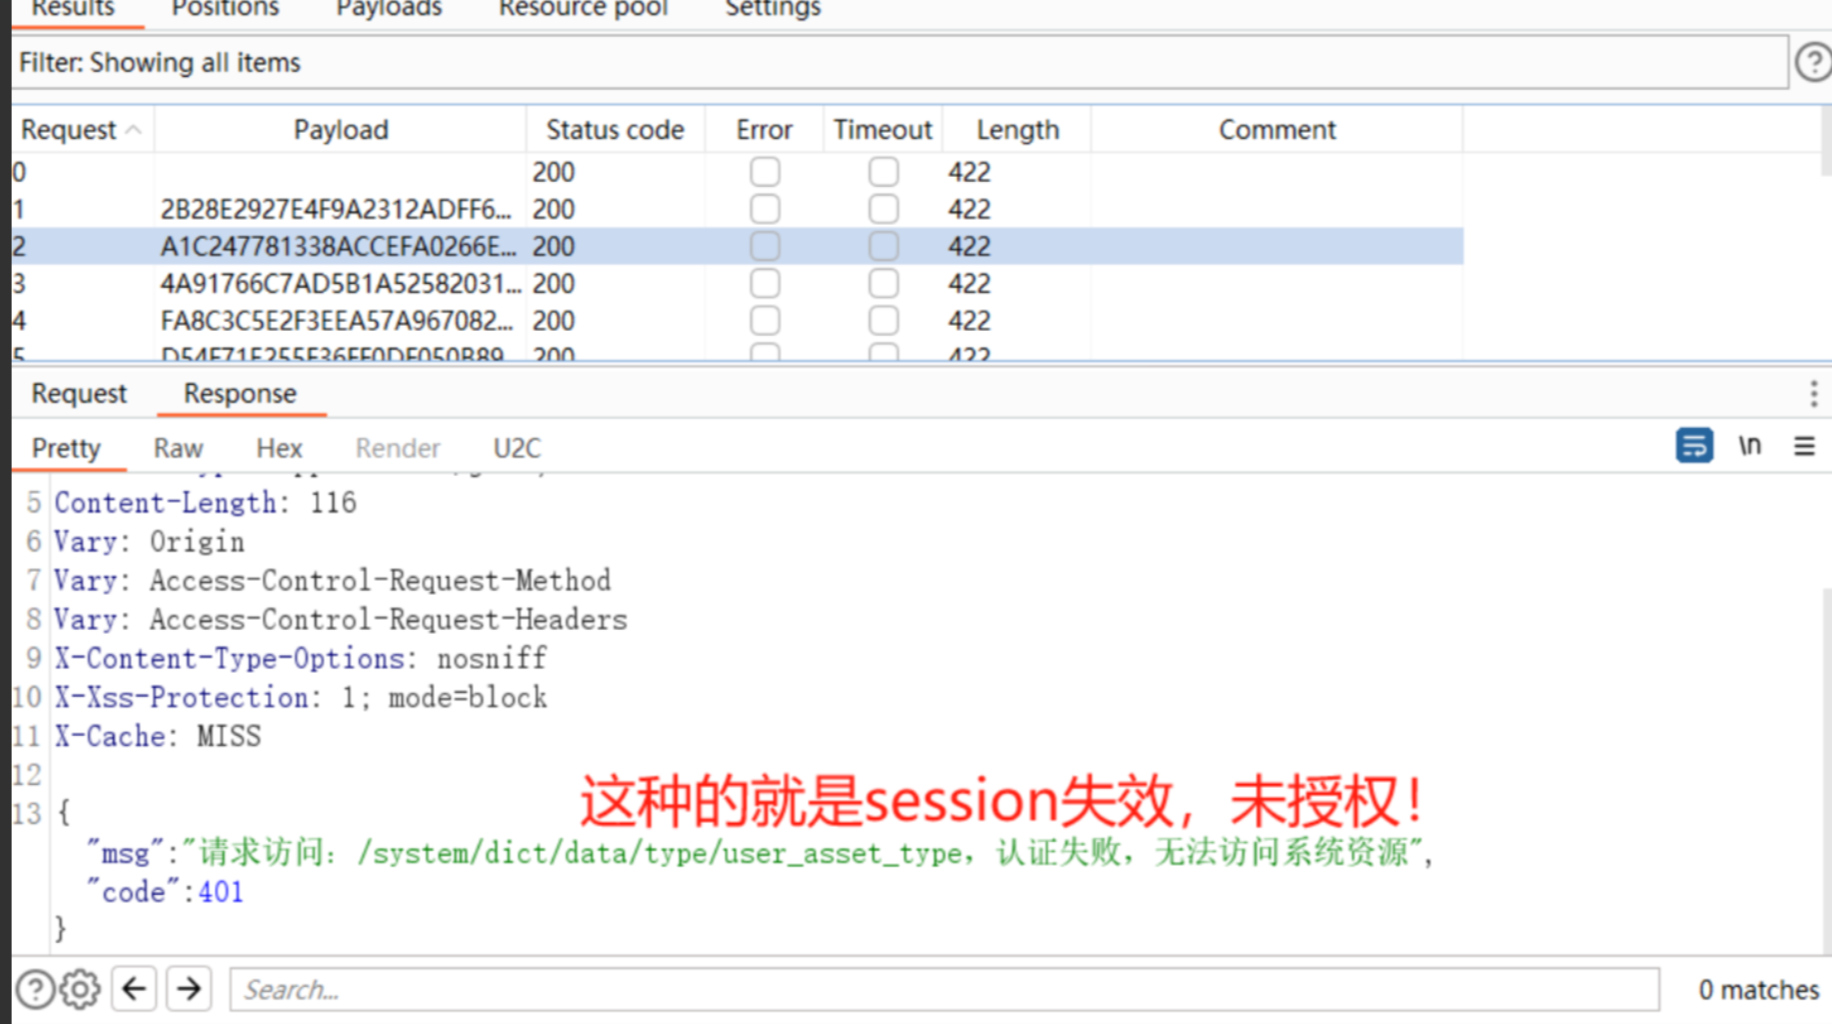 Results Positions Payloads Resource pool Settings
Filter: Showing all items
Request Payload Status code Error Timeout Length Comment
0 200 422
1 2B28E2927E4F9A2312ADFF6... 200 422
2 A1C247781338ACCEFA0266E... 200 422
3 4A91766C7AD5B1A52582031... 200 422
4 FA8C3C5E2F3EEA57A967082... 200 422
5 200 422
Request Response
Pretty Raw Hex Render U2C \n
5 Content-Length: 116
6 Vary: Origin
7 Vary: Access-Control-Request-Method
8 Vary: Access-Control-Request-Headers
9 X-Content-Type-Options: nosniff
10 X-Xss-Protection: 1; mode=block
11 X-Cache: MISS
12
这种的就是session失效，未授权！
13 {
"msg":"请求访问：/system/dict/data/type/user_asset_type，认证失败，无法访问系统资源",
"code":401
}
Search...
0 matches